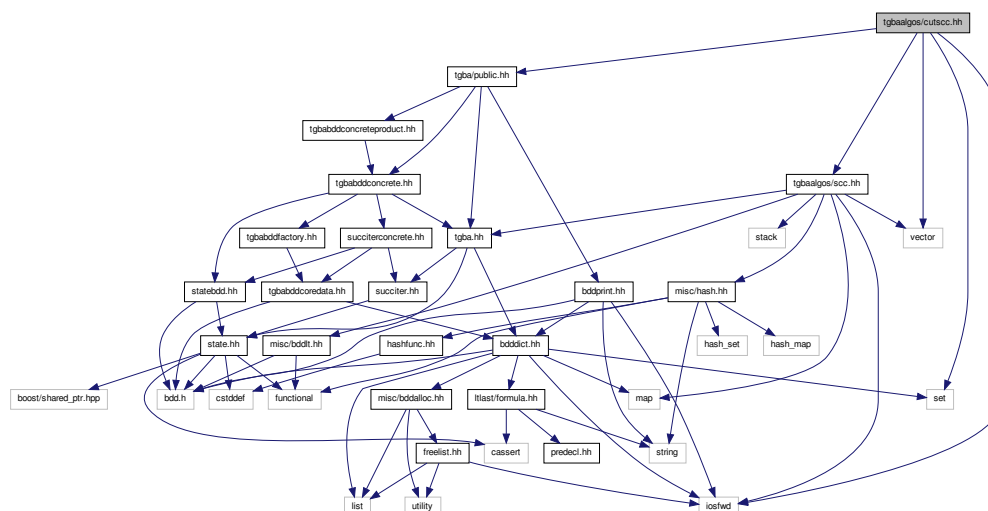 tgbaalgos/cutscc.hh
tgba/public.hh
tgbabddconcreteproduct.hh
tgbabddconcrete.hh
tgbaalgos/scc.hh
tgbabddfactory.hh
succiterconcrete.hh
tgba.hh
stack
vector
statebdd.hh
tgbabddcoredata.hh
succiter.hh
bddprint.hh
misc/hash.hh
state.hh
misc/bddlt.hh
hashfunc.hh
bdddict.hh
hash_set
hash_map
boost/shared_ptr.hpp
bdd.h
cstddef
functional
misc/bddalloc.hh
ltlast/formula.hh
map
set
freelist.hh
cassert
predecl.hh
string
list
utility
iosfwd